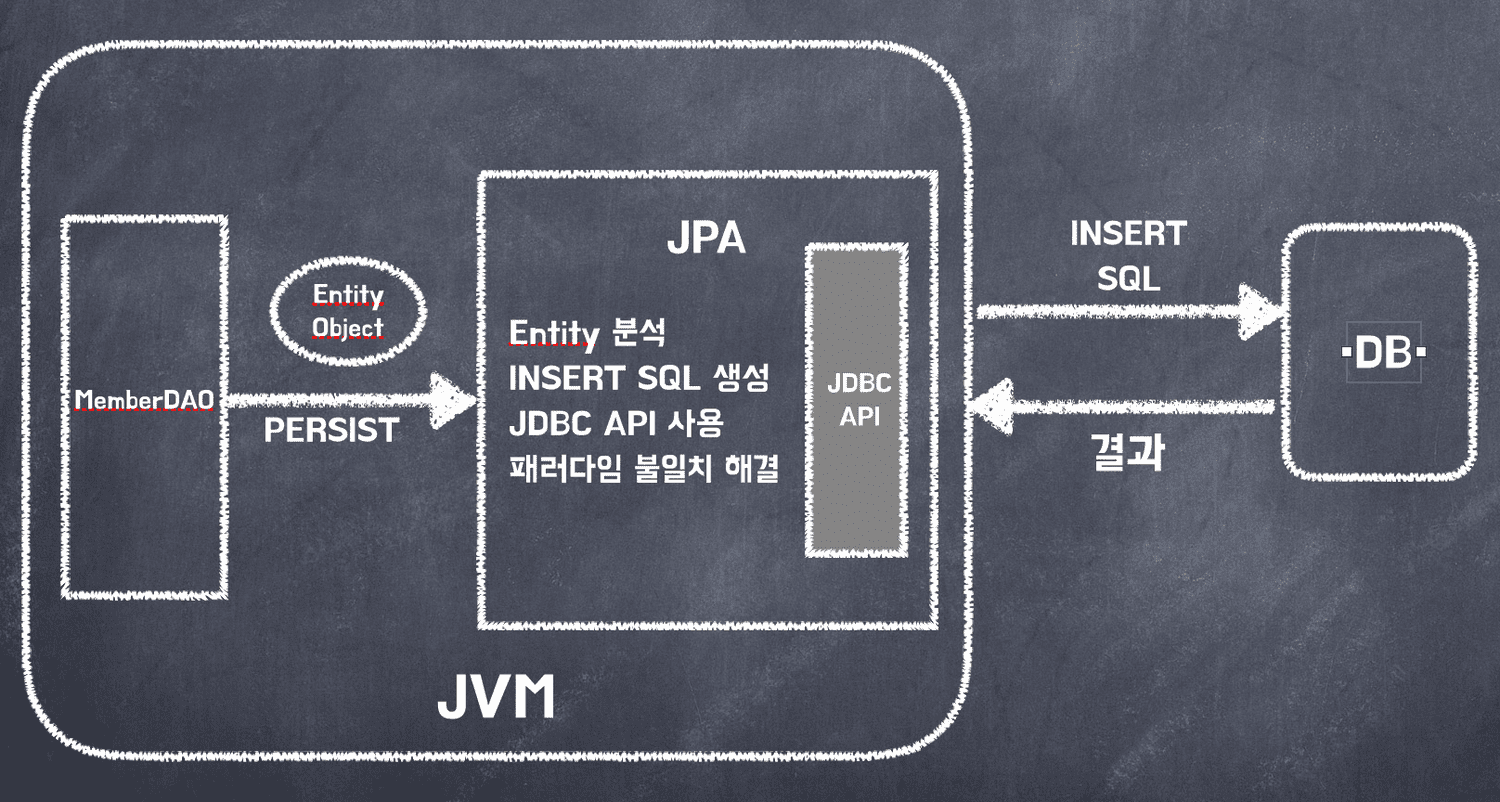 MemberDAO
Entity
Object
PERSIST
JPA
Entity 분석
INSERT SQL 생성
JDBC API 사용
패러다임 불일치 해결
JDBC
API
JVM
INSERT
SQL
결과
DB